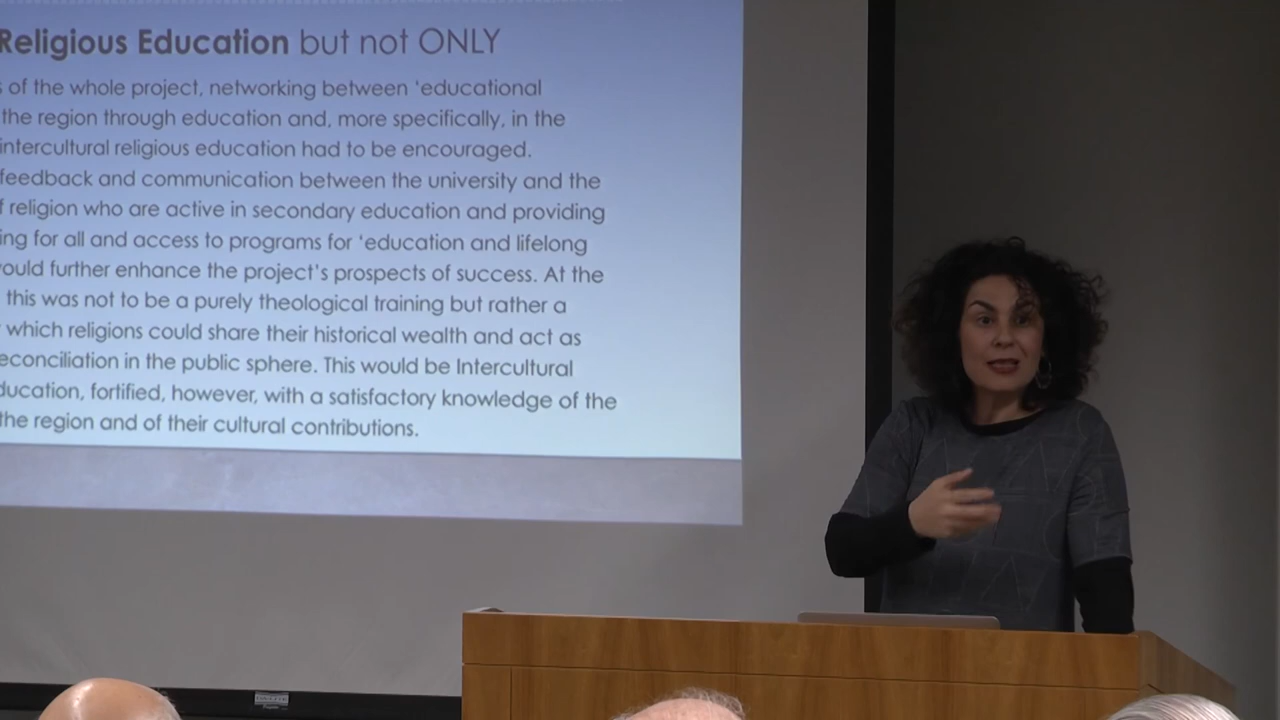 Religious Education but not ONLY
of the whole project, networking between ‘educational
the region through education and, more specifically, in the
intercultural religious education had to be encouraged.
feedback and communication between the university and the
religion who are active in secondary education and providing
for all and access to programs for ‘education and lifelong
would further enhance the project's prospects of success. At the
this was not to be a purely theological training but rather a
which religions could share their historical wealth and act as
reconciliation in the public sphere. This would be Intercultural
Education, fortified, however, with a satisfactory knowledge of the
the region and of their cultural contributions.